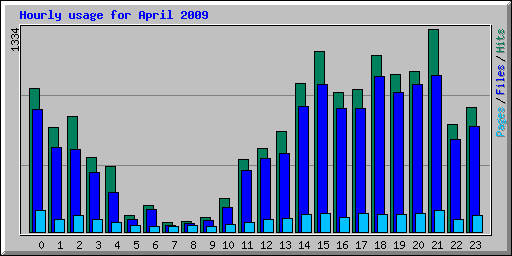 Hourly usage for April 2009
1334
Pages/Files/Hits
0 1 2 3 4 5 6 7 8 9 10 11 12 13 14 15 16 17 18 19 20 21 22 23